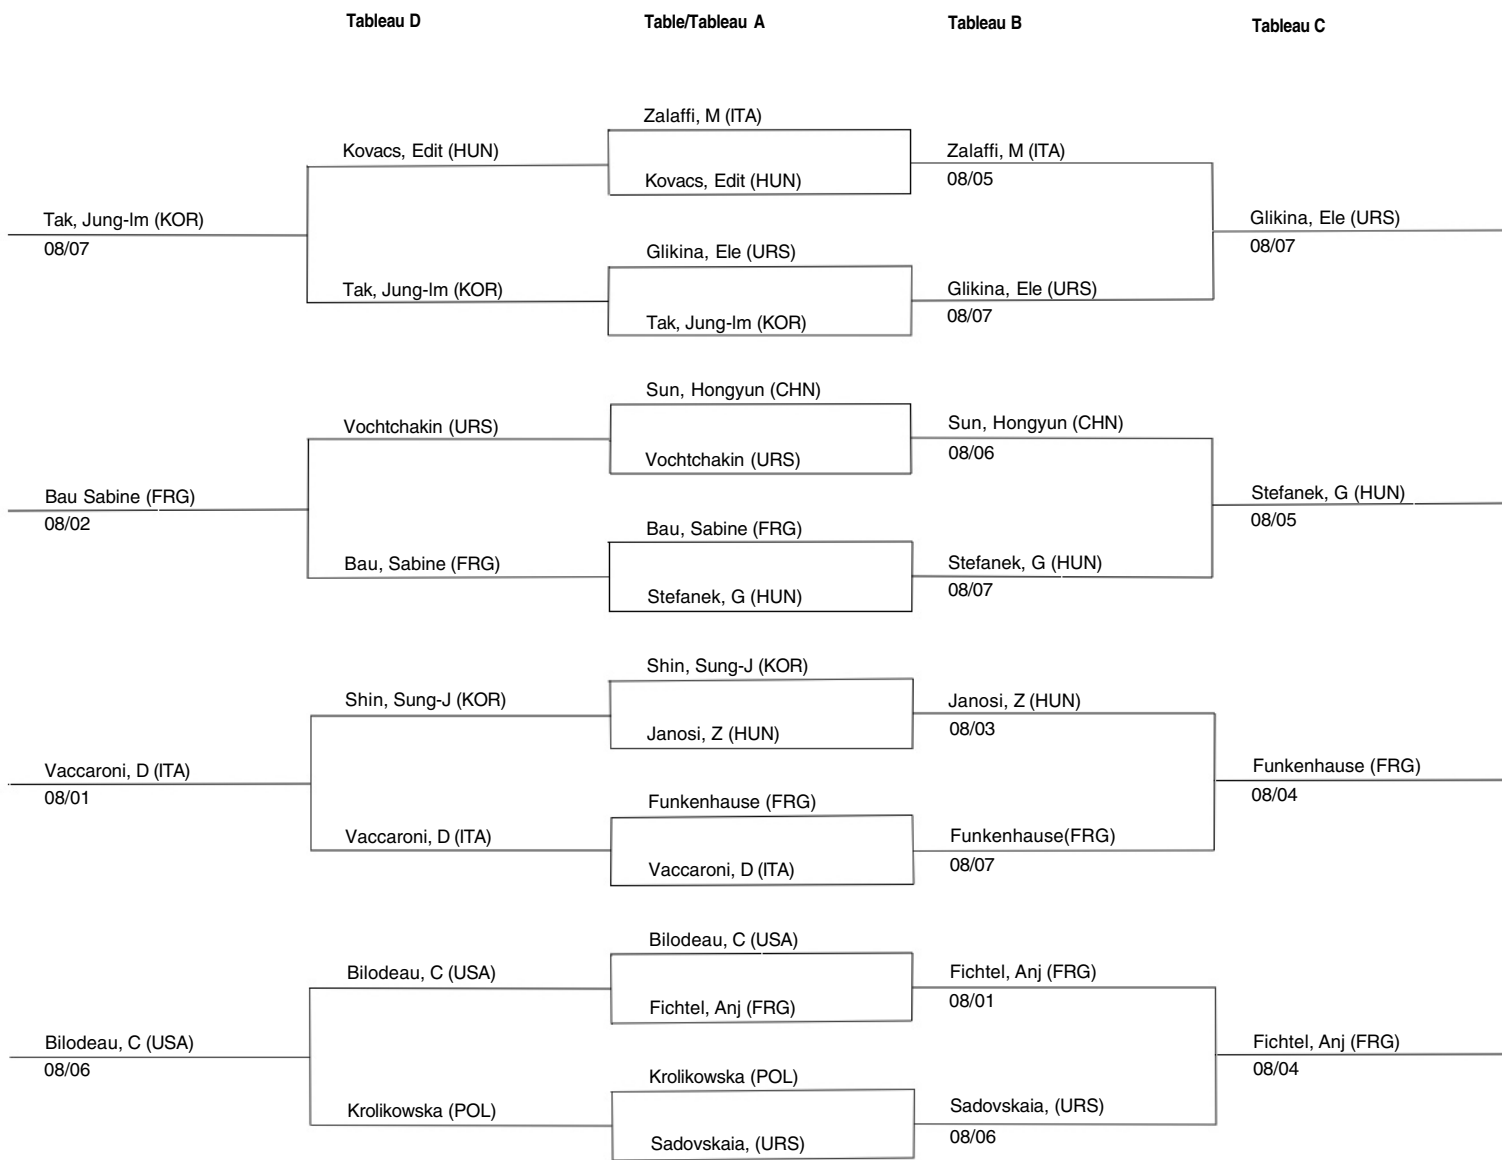 Tableau D
Table/Tableau A
Tableau B
Tableau C
Zalaffi, M (ITA)
Kovacs, Edit (HUN)
Zalaffi, M (ITA)
Kovacs, Edit (HUN)
08/05
Tak, Jung-Im (KOR)
Glikina, Ele (URS)
08/07
Glikina, Ele (URS)
08/07
Tak, Jung-Im (KOR)
Glikina, Ele (URS)
Tak, Jung-Im (KOR)
08/07
Sun, Hongyun (CHN)
Vochtchakin (URS)
Sun, Hongyun (CHN)
Vochtchakin (URS)
08/06
Bau Sabine (FRG)
Stefanek, G (HUN)
08/02
Bau, Sabine (FRG)
08/05
Bau, Sabine (FRG)
Stefanek, G (HUN)
Stefanek, G (HUN)
08/07
Shin, Sung-J (KOR)
Shin, Sung-J (KOR)
Janosi, Z (HUN)
Janosi, Z (HUN)
08/03
Vaccaroni, D (ITA)
Funkenhause (FRG)
08/01
Funkenhause (FRG)
08/04
Vaccaroni, D (ITA)
Funkenhause(FRG)
Vaccaroni, D (ITA)
08/07
Bilodeau, C (USA)
Bilodeau, C (USA)
Fichtel, Anj (FRG)
Fichtel, Anj (FRG)
08/01
Bilodeau, C (USA)
Fichtel, Anj (FRG)
08/06
Krolikowska (POL)
08/04
Krolikowska (POL)
Sadovskaia, (URS)
Sadovskaia, (URS)
08/06